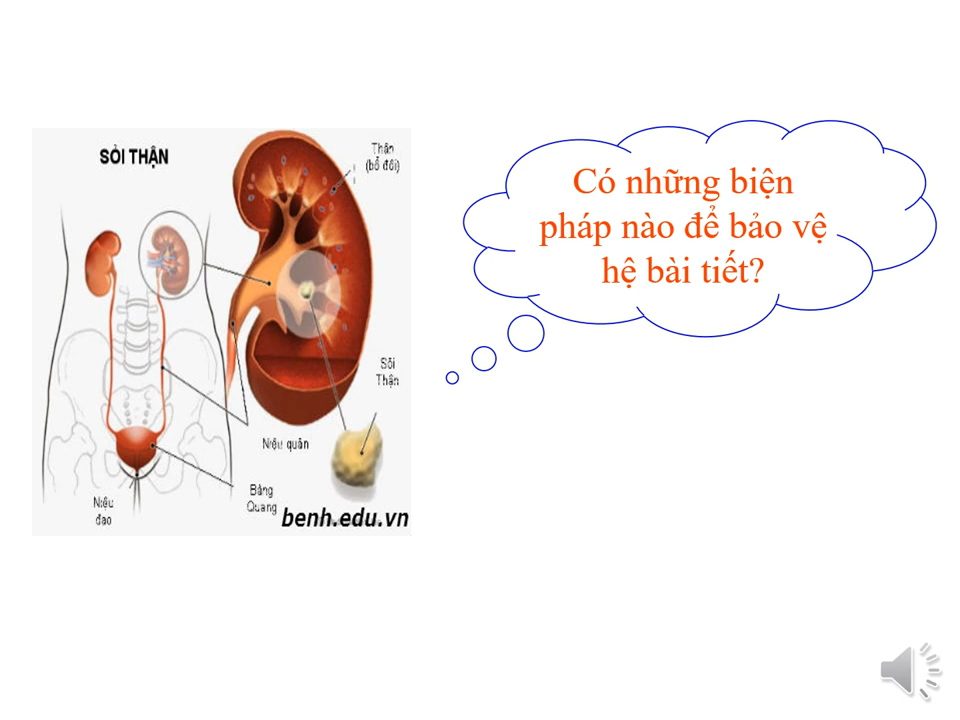 SỎI THẬN
Thân
(bổ đôi)
Có những biện
pháp nào để bảo vệ
hệ bài tiết?
Sỏi
Thận
Niệu quản
Bàng
Quang
Niệu
đạo
benh.edu.vn